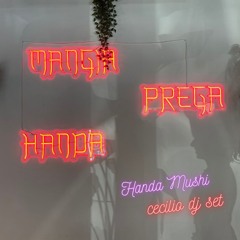 MANGIA
PREGA
HANDA
Handa Mushi
cecilio dj set